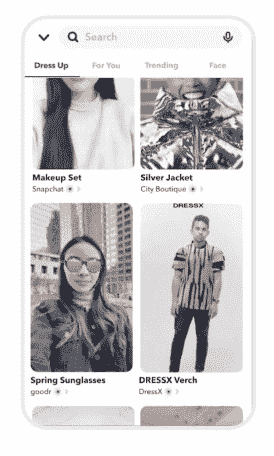 Search
Dress Up For You Trending Face
Makeup Set
Snapchat
Silver Jacket
City Boutique
DRESSX
Spring Sunglasses
goodr
DRESSX Verch
DressX